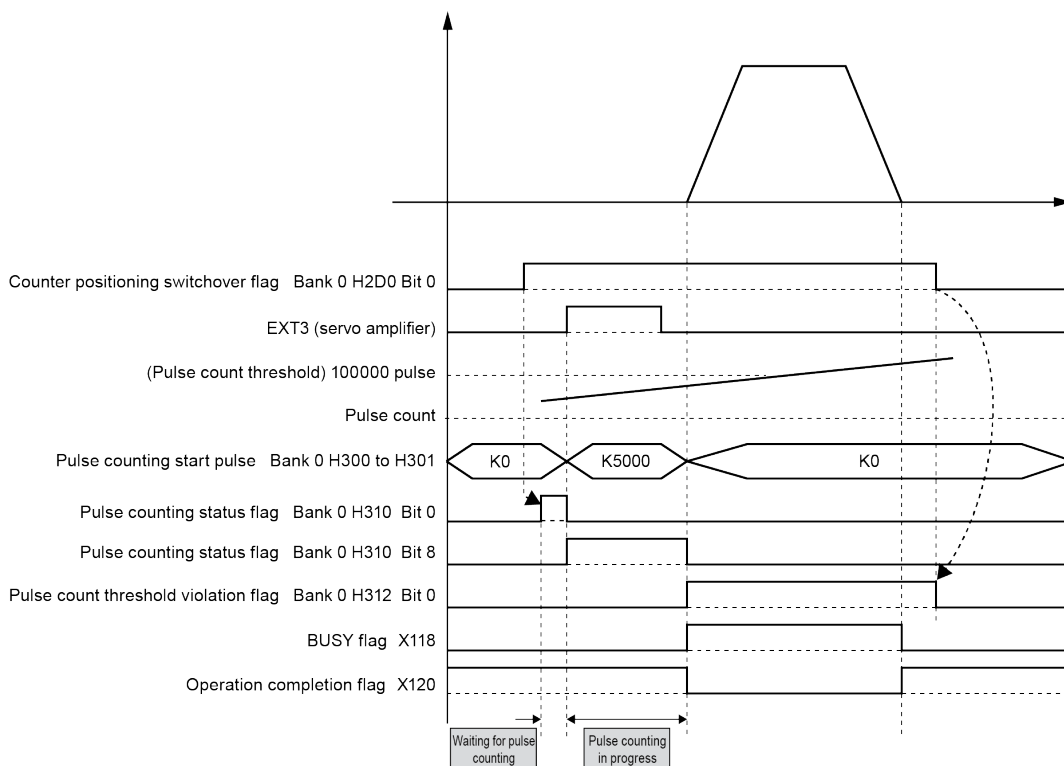 Counter positioning switchover flag Bank 0 H2D0 Bit 0
EXT3 (servo amplifier)
(Pulse count threshold) 100000 pulse
Pulse count
Pulse counting start pulse Bank 0 H300 to H301
K0
K5000
K0
Pulse counting status flag Bank 0 H310 Bit 0
Pulse counting status flag Bank 0 H310 Bit 8
Pulse count threshold violation flag Bank 0 H312 Bit 0
BUSY flag X118
Operation completion flag X120
Waiting for pulse
counting
Pulse counting
in progress